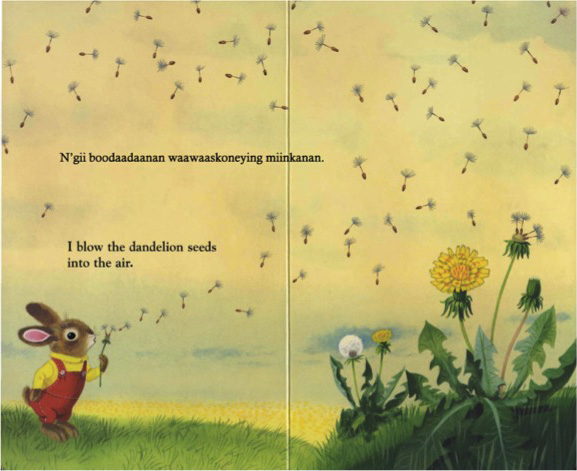 N'gii boodaadaanan waawaaskoneying miinkanan.
I blow the dandelion seeds
into the air.